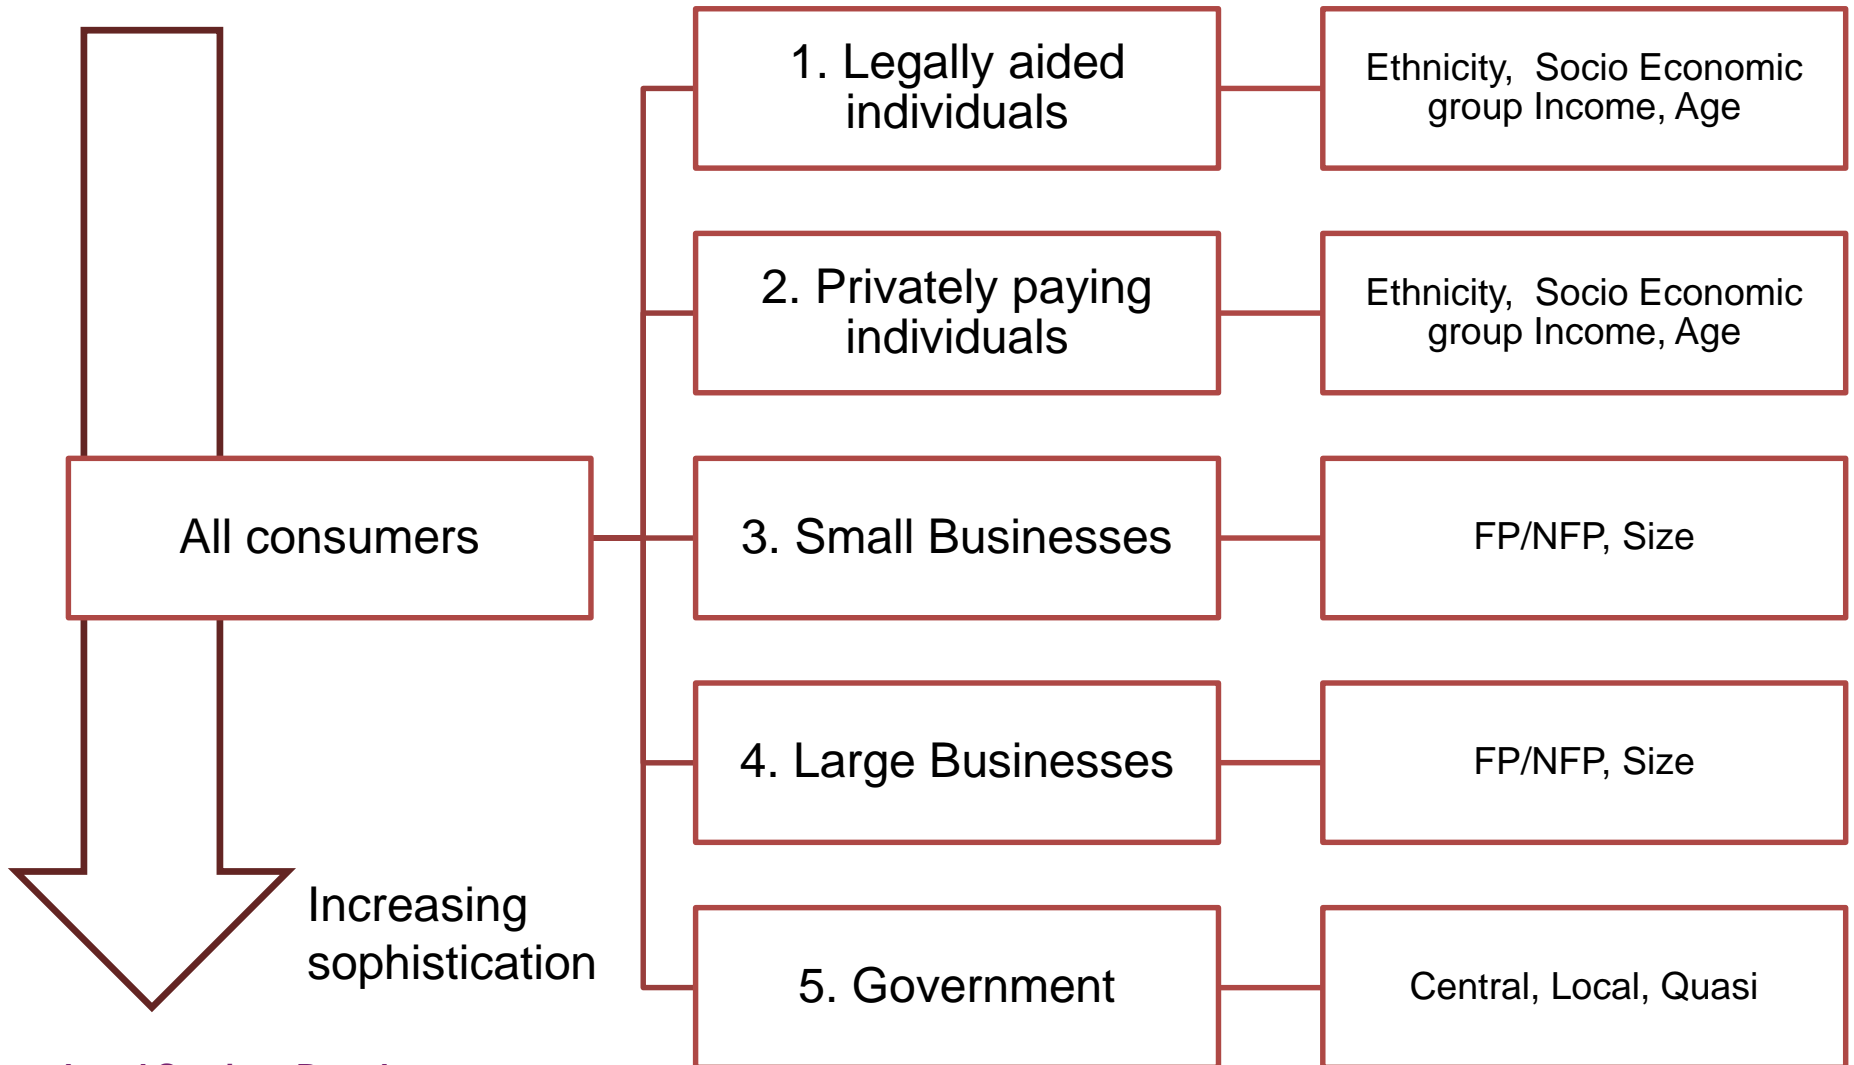 1. Legally aided
individuals
Ethnicity, Socio Economic
group Income, Age
2. Privately paying
individuals
Ethnicity, Socio Economic
group Income, Age
All consumers
3. Small Businesses
FP/NFP, Size
4. Large Businesses
FP/NFP, Size
Increasing
sophistication
5. Government
Central, Local, Quasi